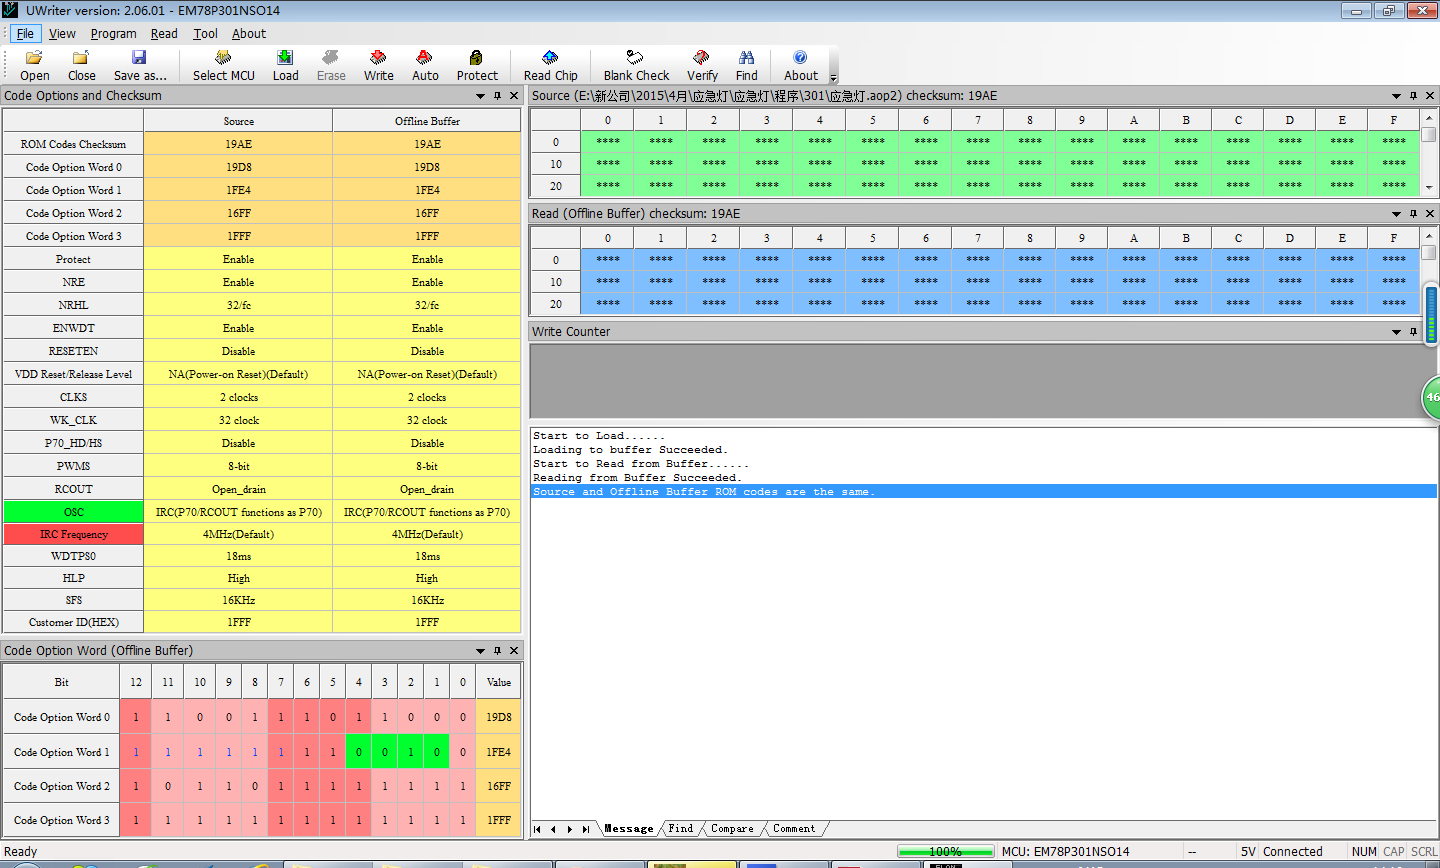 UWriter version: 2.06.01 - EM78P301NSO14
File View Program Read Tool About
Open Close Save as... Select MCU Load Erase Write Auto Protect Read Chip Blank Check Verify Find About
Code Options and Checksum
Source Offline Buffer
ROM Codes Checksum 19AE 19AE
Code Option Word 0 19D8 19D8
Code Option Word 1 1FE4 1FE4
Code Option Word 2 16FF 16FF
Code Option Word 3 1FFF 1FFF
Protect Enable Enable
NRE Enable Enable
NRHL 32/fc 32/fc
ENWDT Enable Enable
RESETEN Disable Disable
VDD Reset/Release Level NA(Power-on Reset)(Default) NA(Power-on Reset)(Default)
CLKS 2 clocks 2 clocks
WK_CLK 32 clock 32 clock
P70_HD/HS Disable Disable
PWMS 8-bit 8-bit
RCOUT Open_drain Open_drain
OSC IRC(P70/RCOUT functions as P70) IRC(P70/RCOUT functions as P70)
IRC Frequency 4MHz(Default) 4MHz(Default)
WDTPS0 18ms 18ms
HLP High High
SFS 16KHz 16KHz
Customer ID(HEX) 1FFF 1FFF
Code Option Word (Offline Buffer)
Bit 12 11 10 9 8 7 6 5 4 3 2 1 0 Value
Code Option Word 0 1 1 0 0 1 1 1 0 1 1 0 0 0 19D8
Code Option Word 1 1 1 1 1 1 1 1 1 0 0 1 0 0 1FE4
Code Option Word 2 1 0 1 1 0 1 1 1 1 1 1 1 1 16FF
Code Option Word 3 1 1 1 1 1 1 1 1 1 1 1 1 1 1FFF
Source (E:\新公司\2015\4月\应急灯\应急灯\程序\301\应急灯.aop2) checksum: 19AE
0 1 2 3 4 5 6 7 8 9 A B C D E F
0 **** **** **** **** **** **** **** **** **** **** **** **** **** **** **** ****
10 **** **** **** **** **** **** **** **** **** **** **** **** **** **** **** ****
20 **** **** **** **** **** **** **** **** **** **** **** **** **** **** **** ****
Read (Offline Buffer) checksum: 19AE
0 1 2 3 4 5 6 7 8 9 A B C D E F
0 **** **** **** **** **** **** **** **** **** **** **** **** **** **** **** ****
10 **** **** **** **** **** **** **** **** **** **** **** **** **** **** **** ****
20 **** **** **** **** **** **** **** **** **** **** **** **** **** **** **** ****
Write Counter
46
Start to Load......
Loading to buffer Succeeded.
Start to Read from Buffer......
Reading from Buffer Succeeded.
Source and Offline Buffer ROM codes are the same.
Message Find Compare Comment
Ready 100% MCU: EM78P301NSO14 -- 5V Connected NUM CAP SCRL